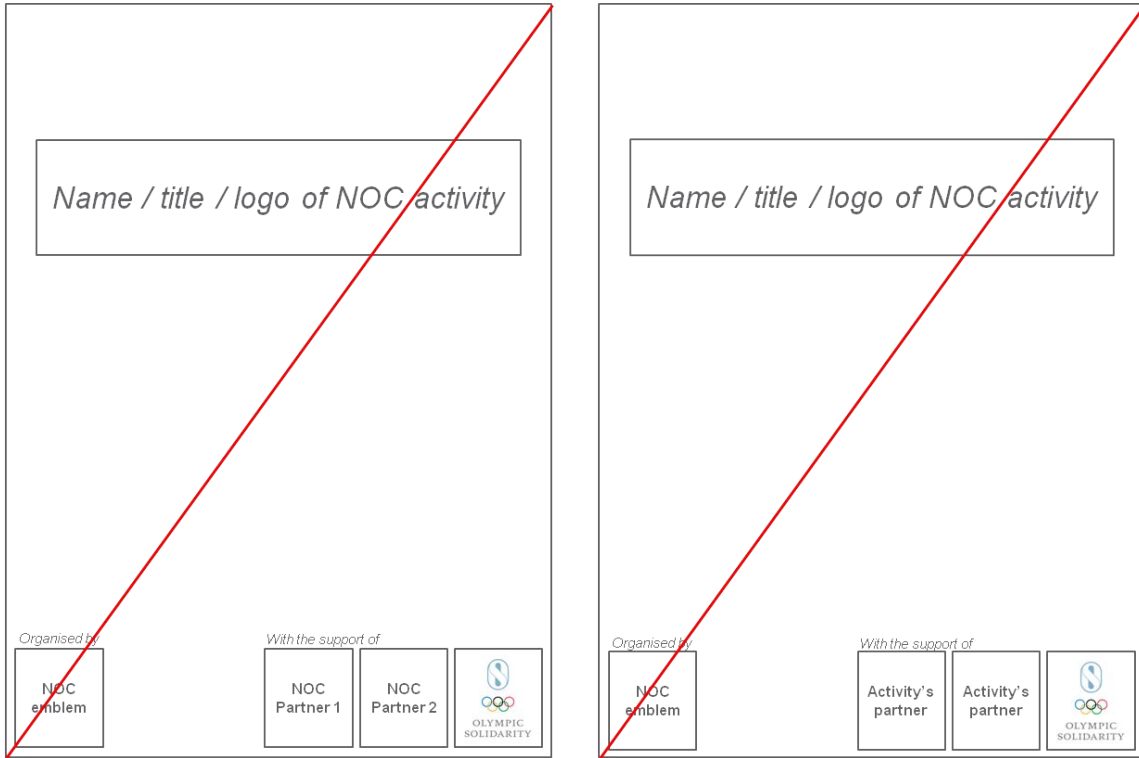 Name / title / logo of NOC activity
Organised by
NOC
emblem
With the support of
NOC
Partner 1
NOC
Partner 2
OLYMPIC
SOLIDARITY
Name / title / logo of NOC activity
Organised by
NOC
emblem
With the support of
Activity's
partner
Activity's
partner
OLYMPIC
SOLIDARITY